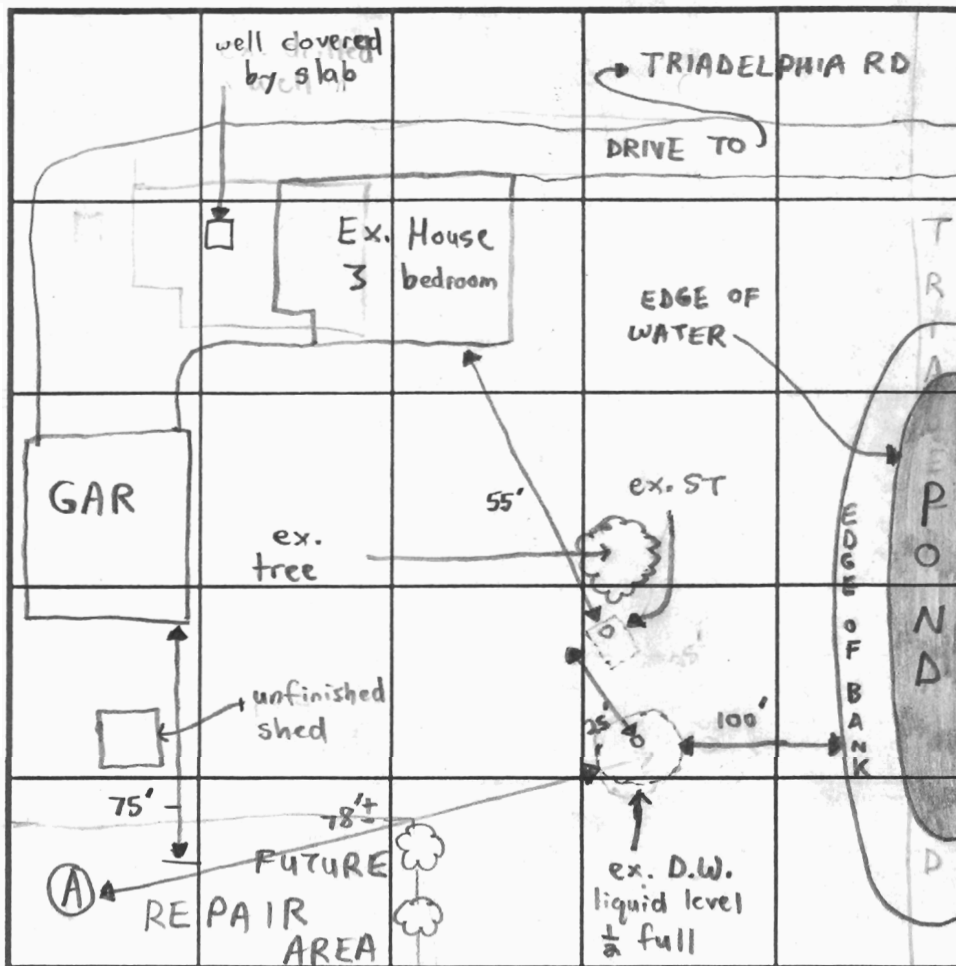 well covered
by slab
TRIADELPHIA RD
DRIVE TO
Ex. House
3 bedroom
EDGE OF
WATER
GAR
55'
ex. ST
ex.
tree
POND
EDGE OF BANK
unfinished
shed
25'
100'
75'
78'±
A
FUTURE
REPAIR
AREA
ex. D.W.
liquid level
1/2 full